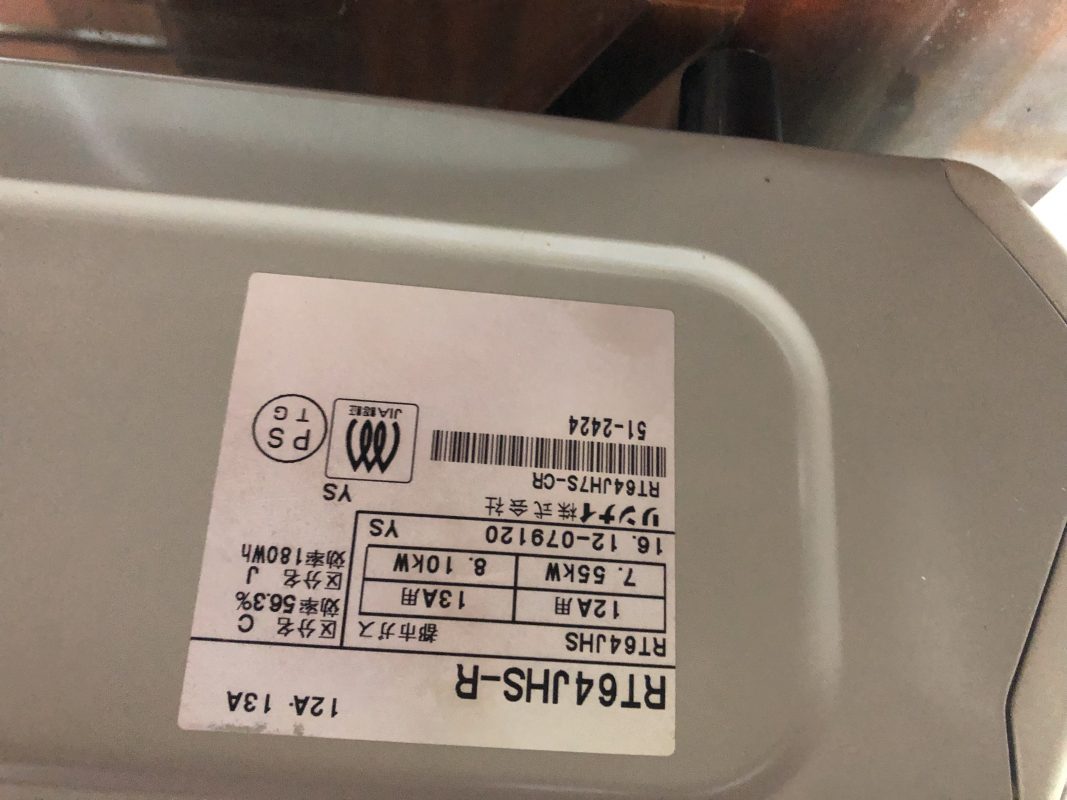 RT64JHS-R 12A・13A
RT64JHS 都市ガス
12A用 13A用
7.55kW 8.10kW
16.12-079120 YS
区分名 C
効率 56.3%
区分名 J
効率180Wh
リンナイ株式会社 YS
RT64JH7S-CR
51-2424
JIA認証
PS
TG